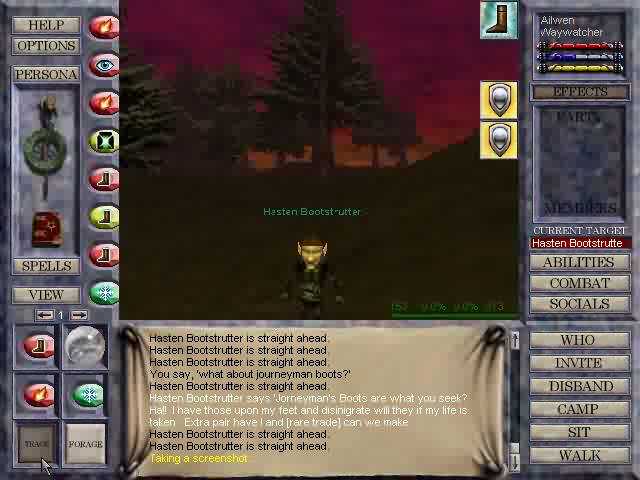 HELP
OPTIONS
PERSONA
SPELLS
VIEW
1
TRACK
FORAGE
Hasten Bootstrutter
Ailwen
Waywatcher
EFFECTS
PARTY
MEMBERS
CURRENT TARGET
Hasten Bootstrutte
ABILITIES
COMBAT
SOCIALS
WHO
INVITE
DISBAND
CAMP
SIT
WALK
Hasten Bootstrutter is straight ahead.
Hasten Bootstrutter is straight ahead.
Hasten Bootstrutter is straight ahead.
You say, 'what about journeyman boots?'
Hasten Bootstrutter is straight ahead.
Hasten Bootstrutter says 'Jorneyman's Boots are what you seek?
Ha!! I have those upon my feet and disinigrate will they if my life is
taken. Extra pair have I and [rare trade] can we make
Hasten Bootstrutter is straight ahead.
Hasten Bootstrutter is straight ahead.
Taking a screenshot...